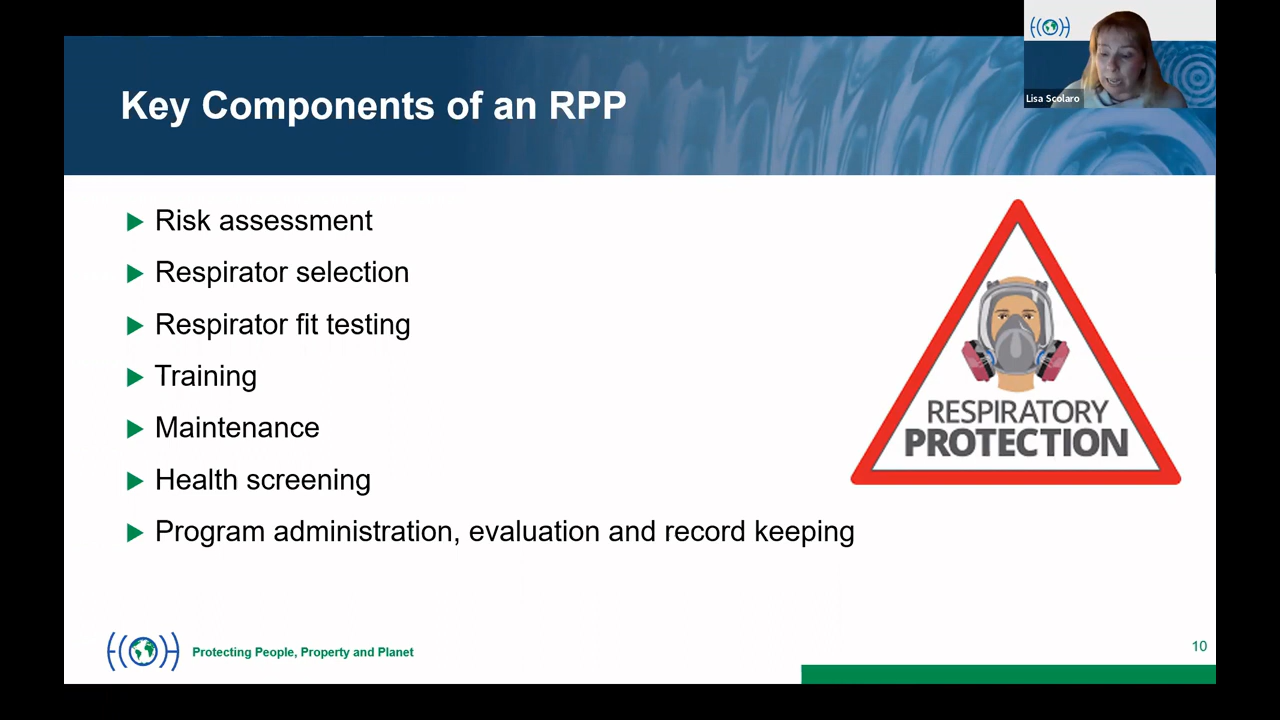 Key Components of an RPP
Lisa Scolaro
Risk assessment
Respirator selection
Respirator fit testing
Training
Maintenance
Health screening
Program administration, evaluation and record keeping
RESPIRATORY
PROTECTION
Protecting People, Property and Planet
10